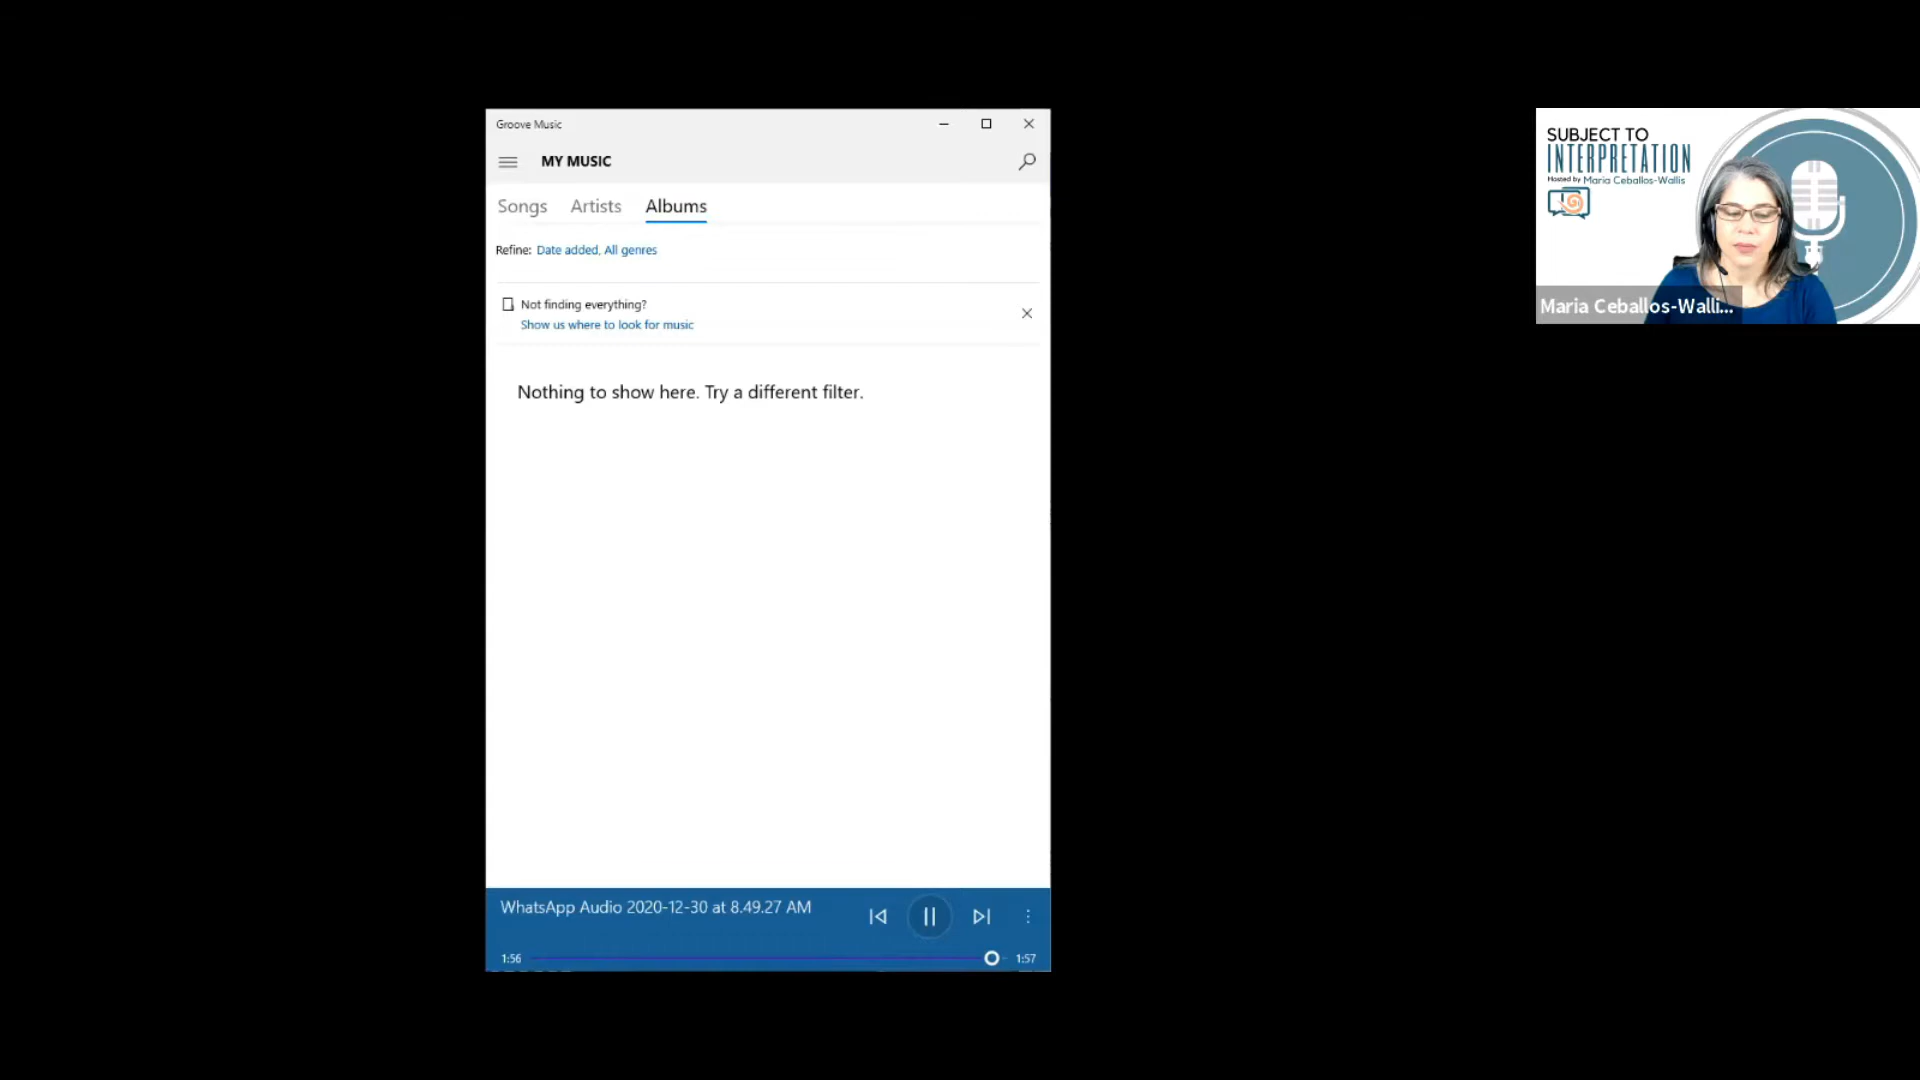 Groove Music
MY MUSIC
Songs Artists Albums
Refine: Date added, All genres
Not finding everything?
Show us where to look for music
Nothing to show here. Try a different filter.
WhatsApp Audio 2020-12-30 at 8.49.27 AM
1:56 1:57
SUBJECT TO
INTERPRETATION
Hosted by Maria Ceballos-Wallis
Maria Ceballos-Walli...